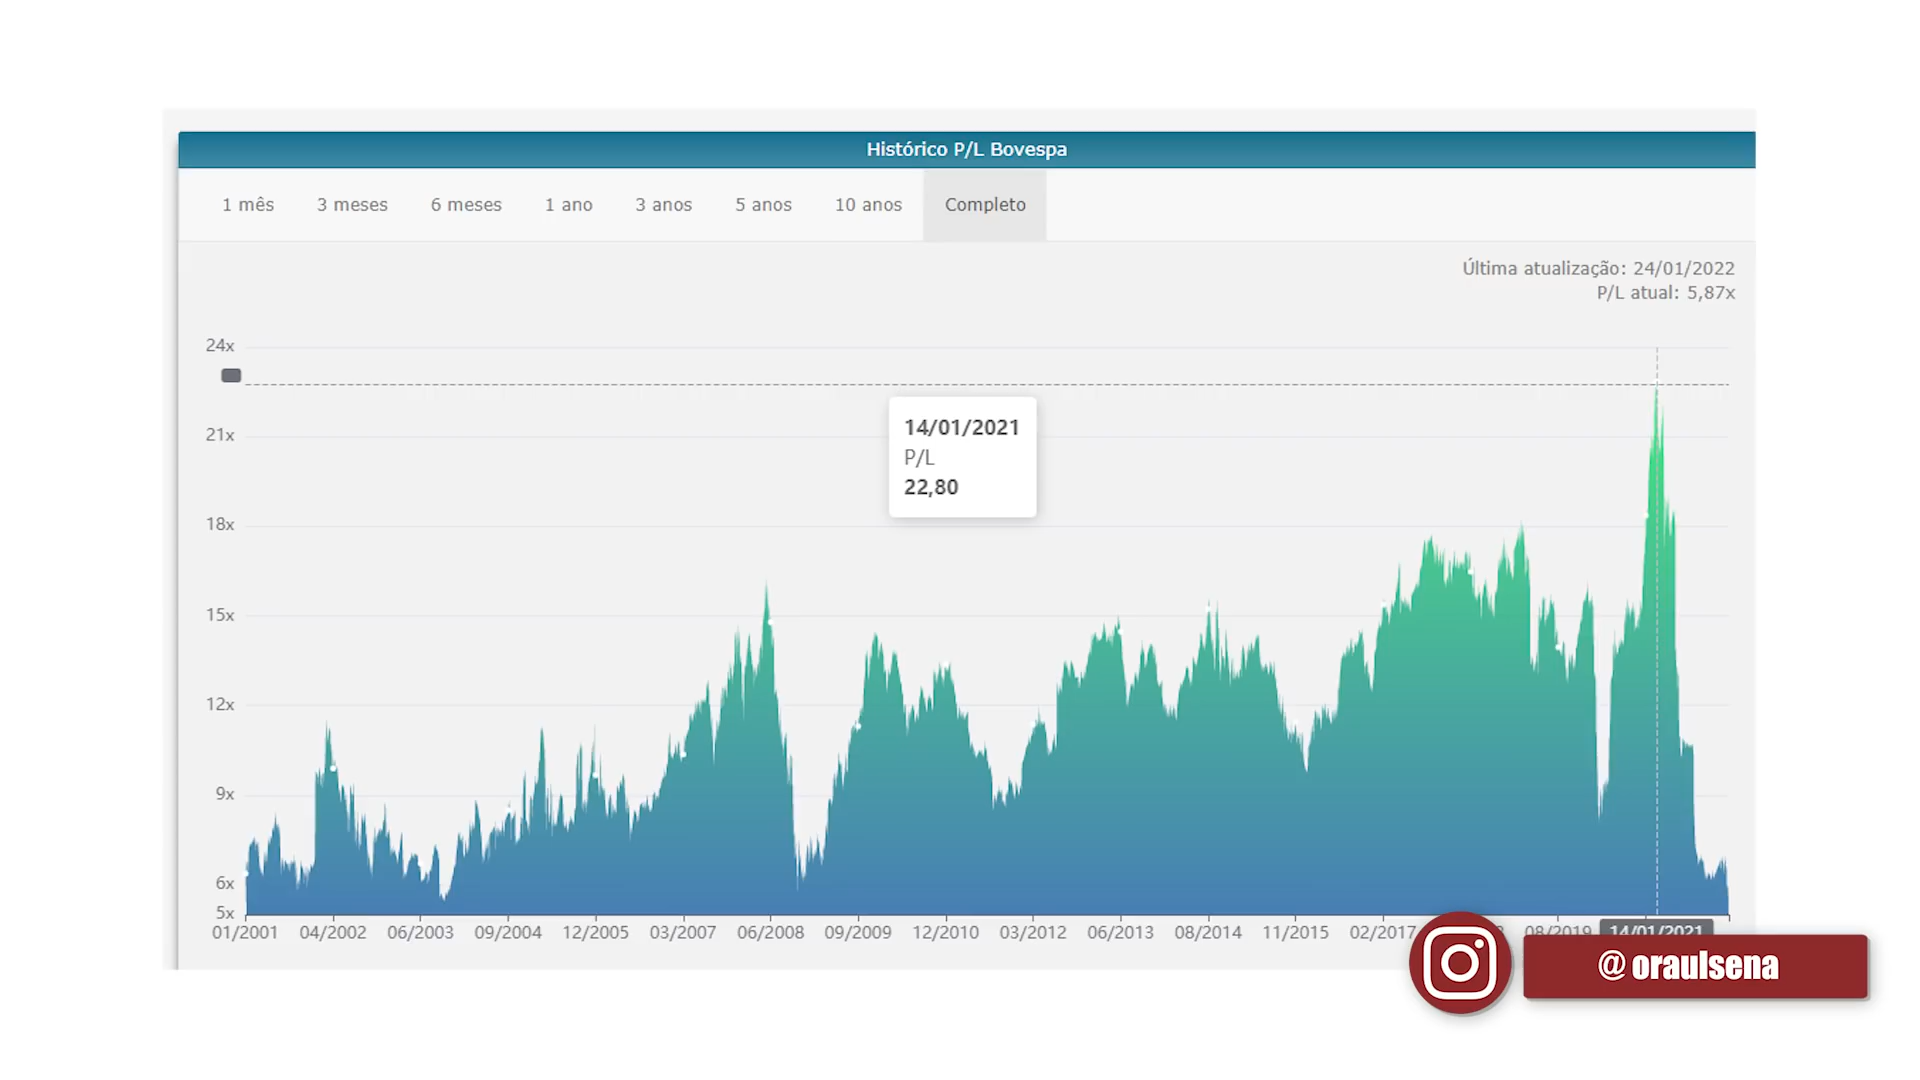 Histórico P/L Bovespa
1 mês 3 meses 6 meses 1 ano 3 anos 5 anos 10 anos Completo
Última atualização: 24/01/2022
P/L atual: 5,87x
24x
14/01/2021
P/L
22,80
21x
18x
15x
12x
9x
6x
5x
01/2001 04/2002 06/2003 09/2004 12/2005 03/2007 06/2008 09/2009 12/2010 03/2012 06/2013 08/2014 11/2015 02/2017 08/2019 14/01/2021
@oraulsena